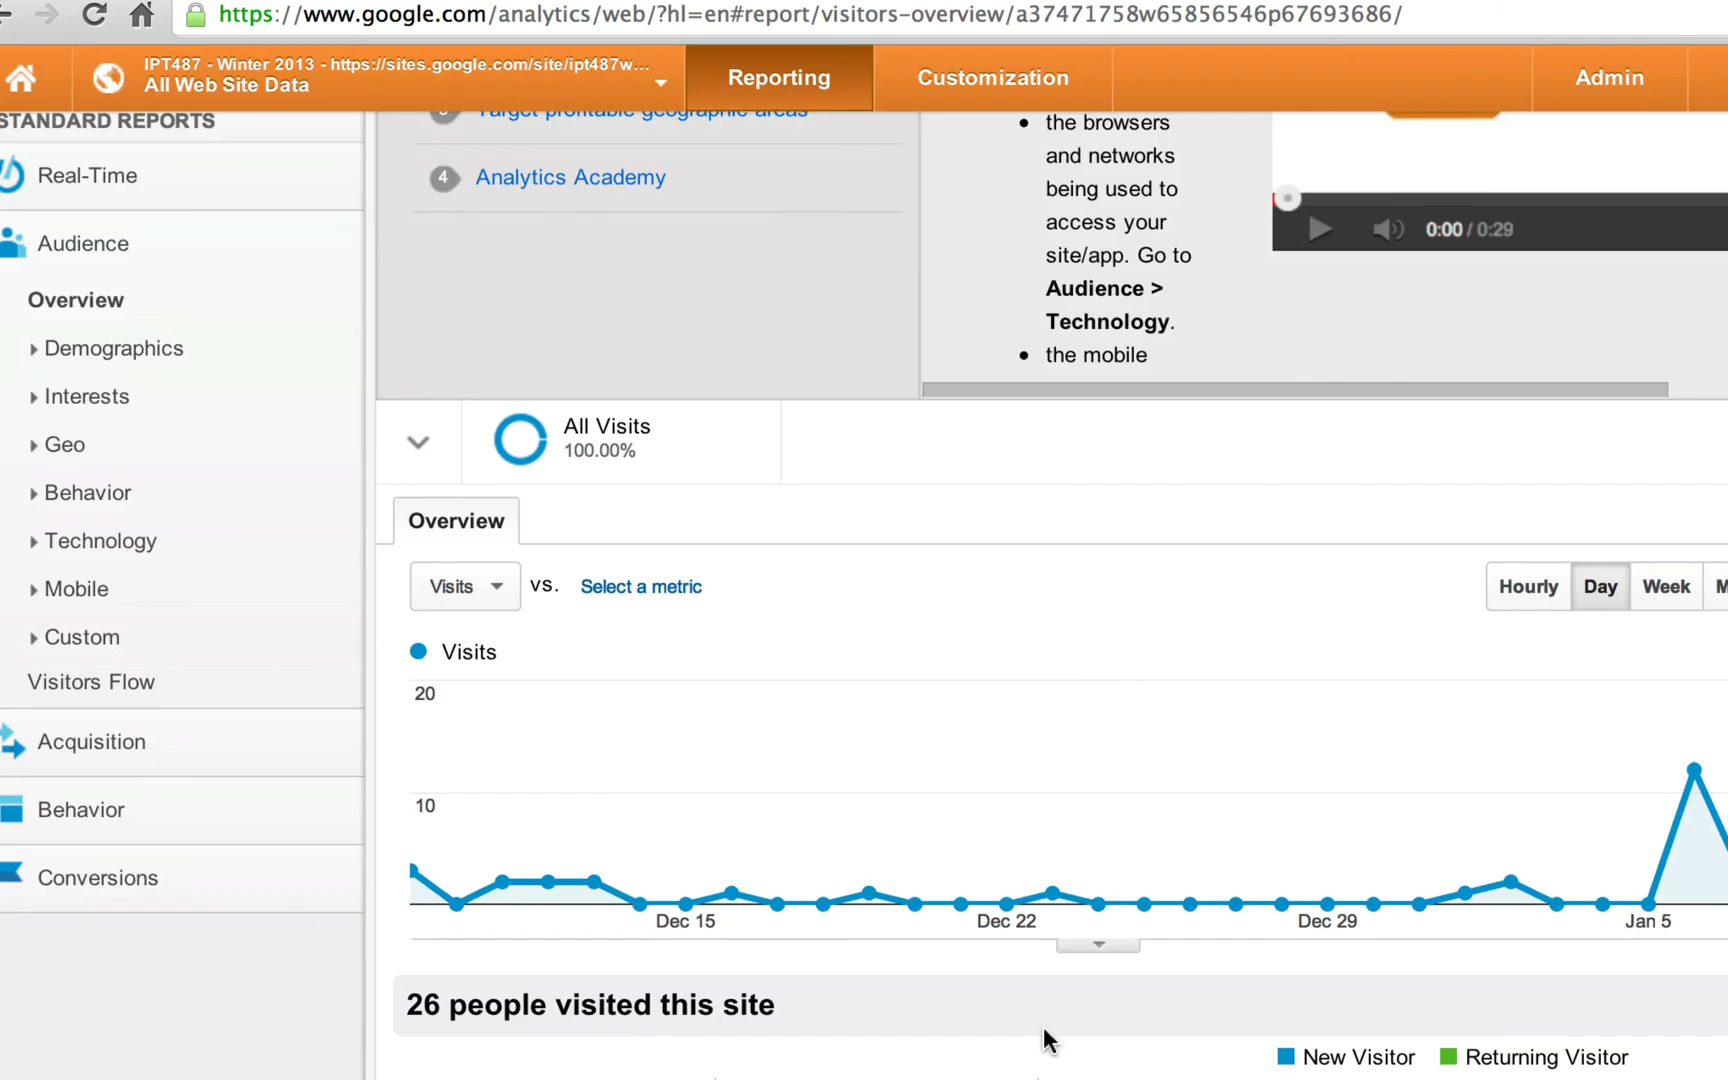 https://www.google.com/analytics/web/?hl=en#report/visitors-overview/a37471758w65856546p67693686/
IPT487 - Winter 2013 - https://sites.google.com/site/ipt487w...
All Web Site Data
Reporting
Customization
Admin
STANDARD REPORTS
Real-Time
Audience
Overview
Demographics
Interests
Geo
Behavior
Technology
Mobile
Custom
Visitors Flow
Acquisition
Behavior
Conversions
Target profitable geographic areas
4 Analytics Academy
• the browsers
and networks
being used to
access your
site/app. Go to
Audience >
Technology.
• the mobile
0:00 / 0:29
All Visits
100.00%
Overview
Visits vs. Select a metric
Hourly Day Week M
Visits
20
10
Dec 15 Dec 22 Dec 29 Jan 5
26 people visited this site
New Visitor Returning Visitor